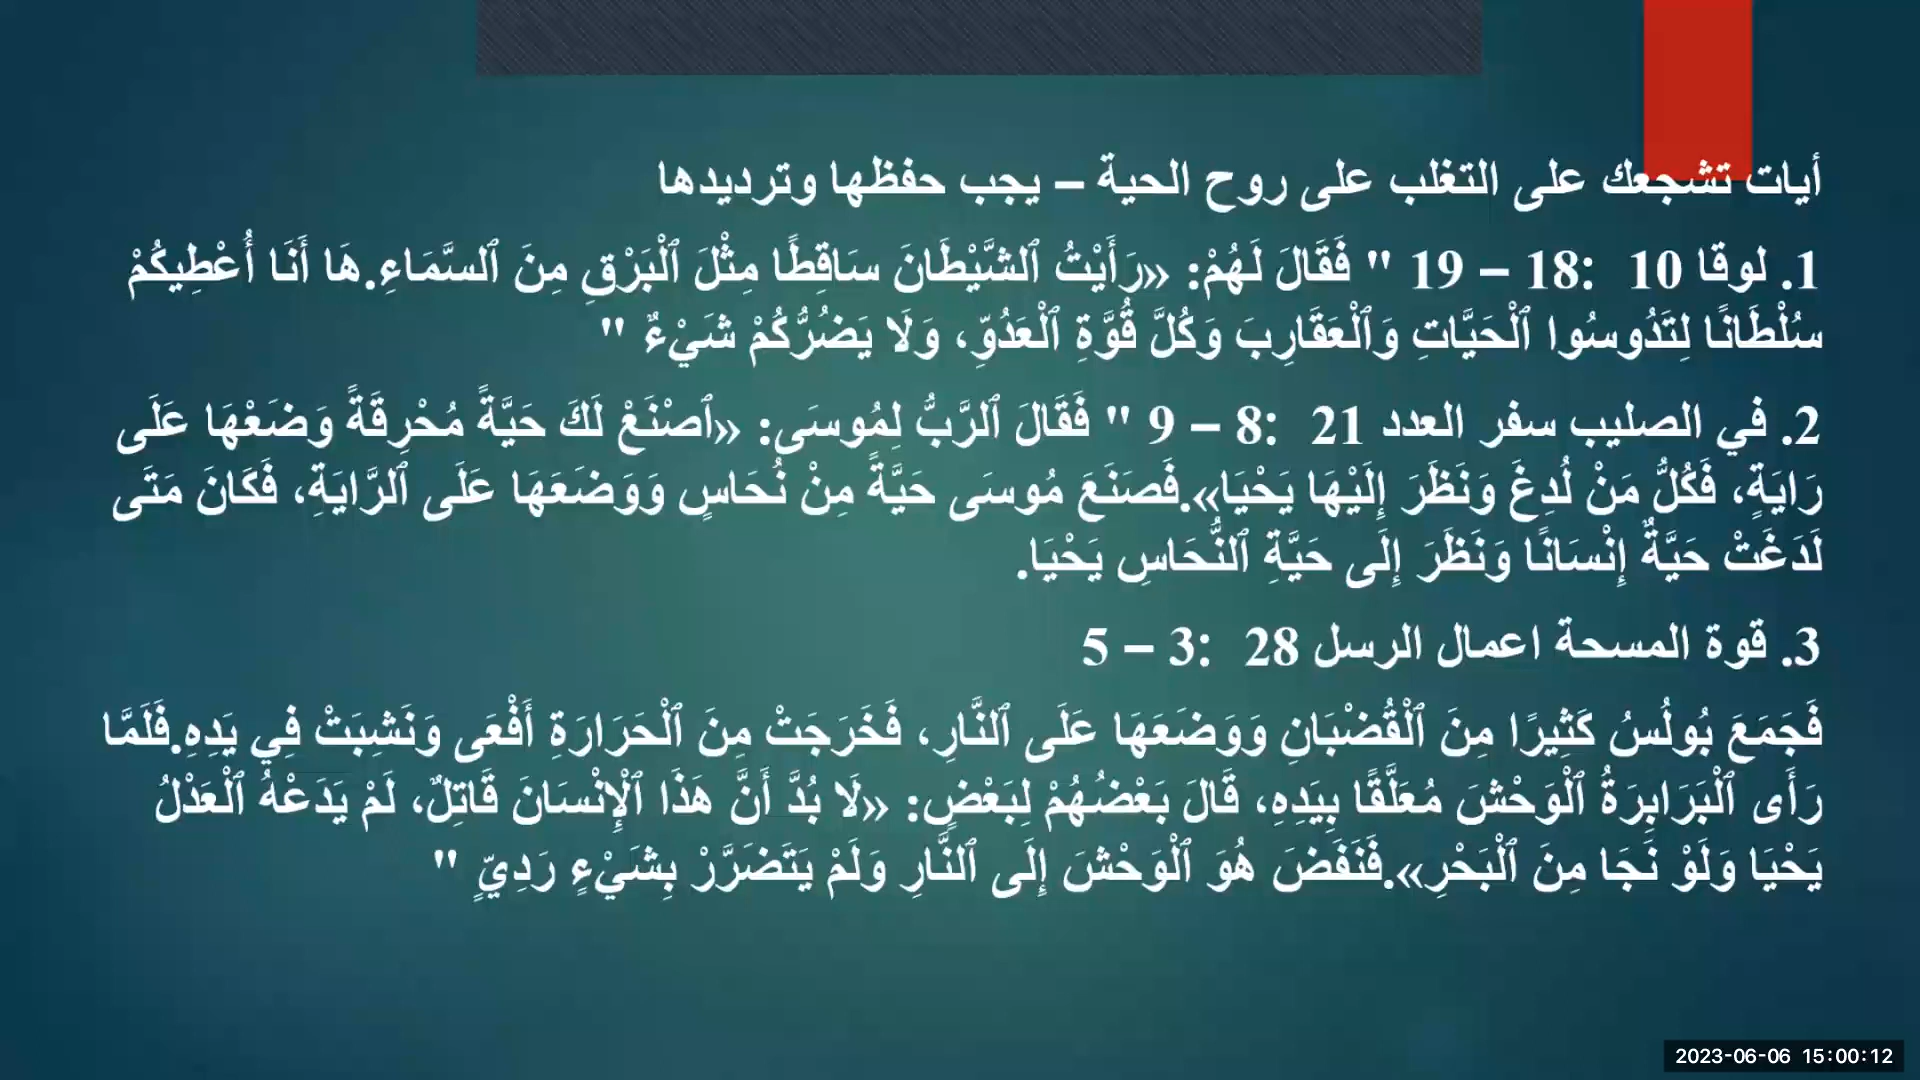 أيات تشجعك على التغلب على روح الحية – يجب حفظها وترديدها
1. لوقا 10 :18 – 19 " فَقَالَ لَهُمْ: «رَأَيْتُ ٱلشَّيْطَانَ سَاقِطًا مِثْلَ ٱلْبَرْقِ مِنَ ٱلسَّمَاءِ.هَا أَنَا أُعْطِيكُمْ
سُلْطَانًا لِتَدُوسُوا ٱلْحَيَّاتِ وَٱلْعَقَارِبَ وَكُلَّ قُوَّةِ ٱلْعَدُوِّ، وَلَا يَضُرُّكُمْ شَيْءٌ "
2. في الصليب سفر العدد 21 :8 – 9 " فَقَالَ ٱلرَّبُّ لِمُوسَى: «ٱصْنَعْ لَكَ حَيَّةً مُحْرِقَةً وَضَعْهَا عَلَى
رَايَةٍ، فَكُلُّ مَنْ لُدِغَ وَنَظَرَ إِلَيْهَا يَحْيَا».فَصَنَعَ مُوسَى حَيَّةً مِنْ نُحَاسٍ وَوَضَعَهَا عَلَى ٱلرَّايَةِ، فَكَانَ مَتَى
لَدَغَتْ حَيَّةٌ إِنْسَانًا وَنَظَرَ إِلَى حَيَّةِ ٱلنُّحَاسِ يَحْيَا.
3. قوة المسحة اعمال الرسل 28 :3 – 5
فَجَمَعَ بُولُسُ كَثِيرًا مِنَ ٱلْقُضْبَانِ وَوَضَعَهَا عَلَى ٱلنَّارِ، فَخَرَجَتْ مِنَ ٱلْحَرَارَةِ أَفْعَى وَنَشِبَتْ فِي يَدِهِ.فَلَمَّا
رَأَى ٱلْبَرَابِرَةُ ٱلْوَحْشَ مُعَلَّقًا بِيَدِهِ، قَالَ بَعْضُهُمْ لِبَعْضٍ: «لَا بُدَّ أَنَّ هَذَا ٱلْإِنْسَانَ قَاتِلٌ، لَمْ يَدَعْهُ ٱلْعَدْلُ
يَحْيَا وَلَوْ نَجَا مِنَ ٱلْبَحْرِ».فَنَفَضَ هُوَ ٱلْوَحْشَ إِلَى ٱلنَّارِ وَلَمْ يَتَضَرَّرْ بِشَيْءٍ رَدِيٍّ "
2023-06-06 15:00:12